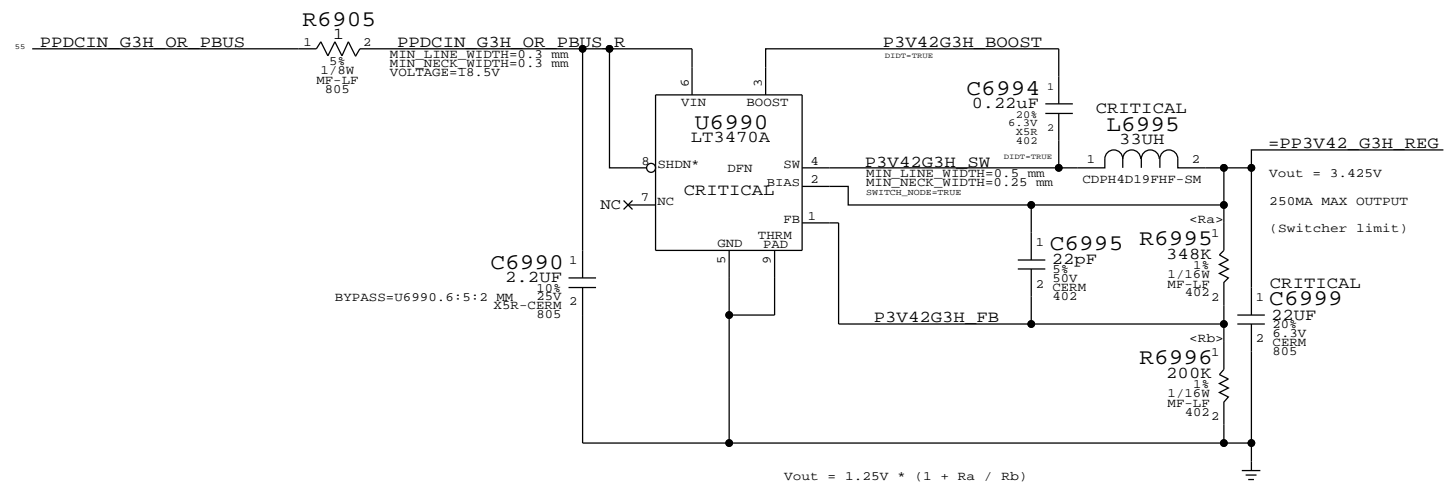 R6905
1
1 2
5%
1/8W
MF-LF
805
55 PPDCIN_G3H_OR_PBUS
PPDCIN_G3H_OR_PBUS_R
MIN_LINE_WIDTH=0.3 mm
MIN_NECK_WIDTH=0.3 mm
VOLTAGE=18.5V
P3V42G3H_BOOST
DIDT=TRUE
6
VIN
3
BOOST
U6990
LT3470A
8 SHDN*
DFN
CRITICAL
NC 7 NC
SW 4
BIAS 2
FB 1
GND
5
THRM
PAD
9
C6994 1
0.22uF
20%
6.3V
X5R 2
402
DIDT=TRUE
P3V42G3H_SW
MIN_LINE_WIDTH=0.5 mm
MIN_NECK_WIDTH=0.25 mm
SWITCH_NODE=TRUE
CRITICAL
L6995
33UH
1 2
CDPH4D19FHF-SM
=PP3V42_G3H_REG
Vout = 3.425V
250MA MAX OUTPUT
(Switcher limit)
C6990 1
2.2UF
10%
25V
X5R-CERM 2
805
BYPASS=U6990.6:5:2 MM
1 C6995
22pF
5%
50V
2 CERM
402
<Ra>
R6995 1
348K
1%
1/16W
MF-LF
402 2
P3V42G3H_FB
CRITICAL
1 C6999
22UF
20%
6.3V
2 CERM
805
<Rb>
R6996 1
200K
1%
1/16W
MF-LF
402 2
Vout = 1.25V * (1 + Ra / Rb)